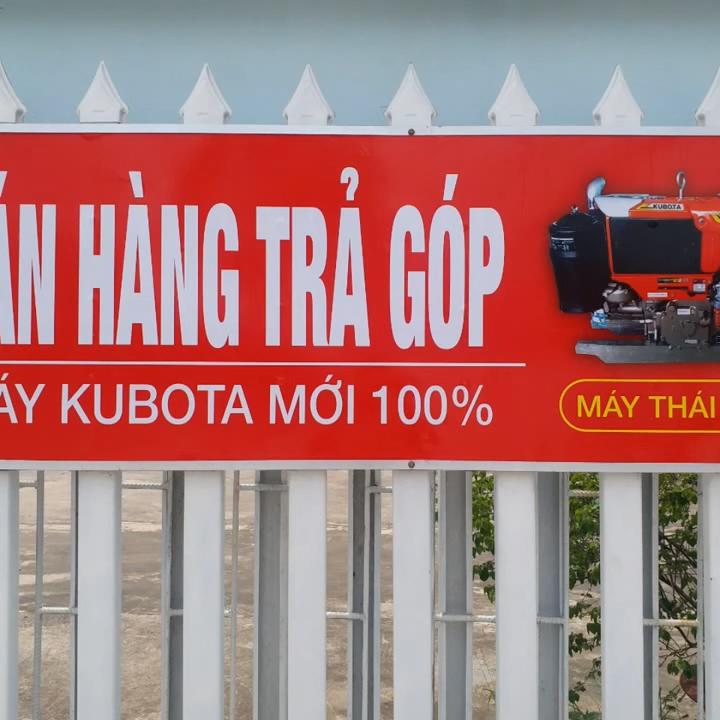 ÁN HÀNG TRẢ GÓP
ÁY KUBOTA MỚI 100%
KUBOTA
MÁY THÁI